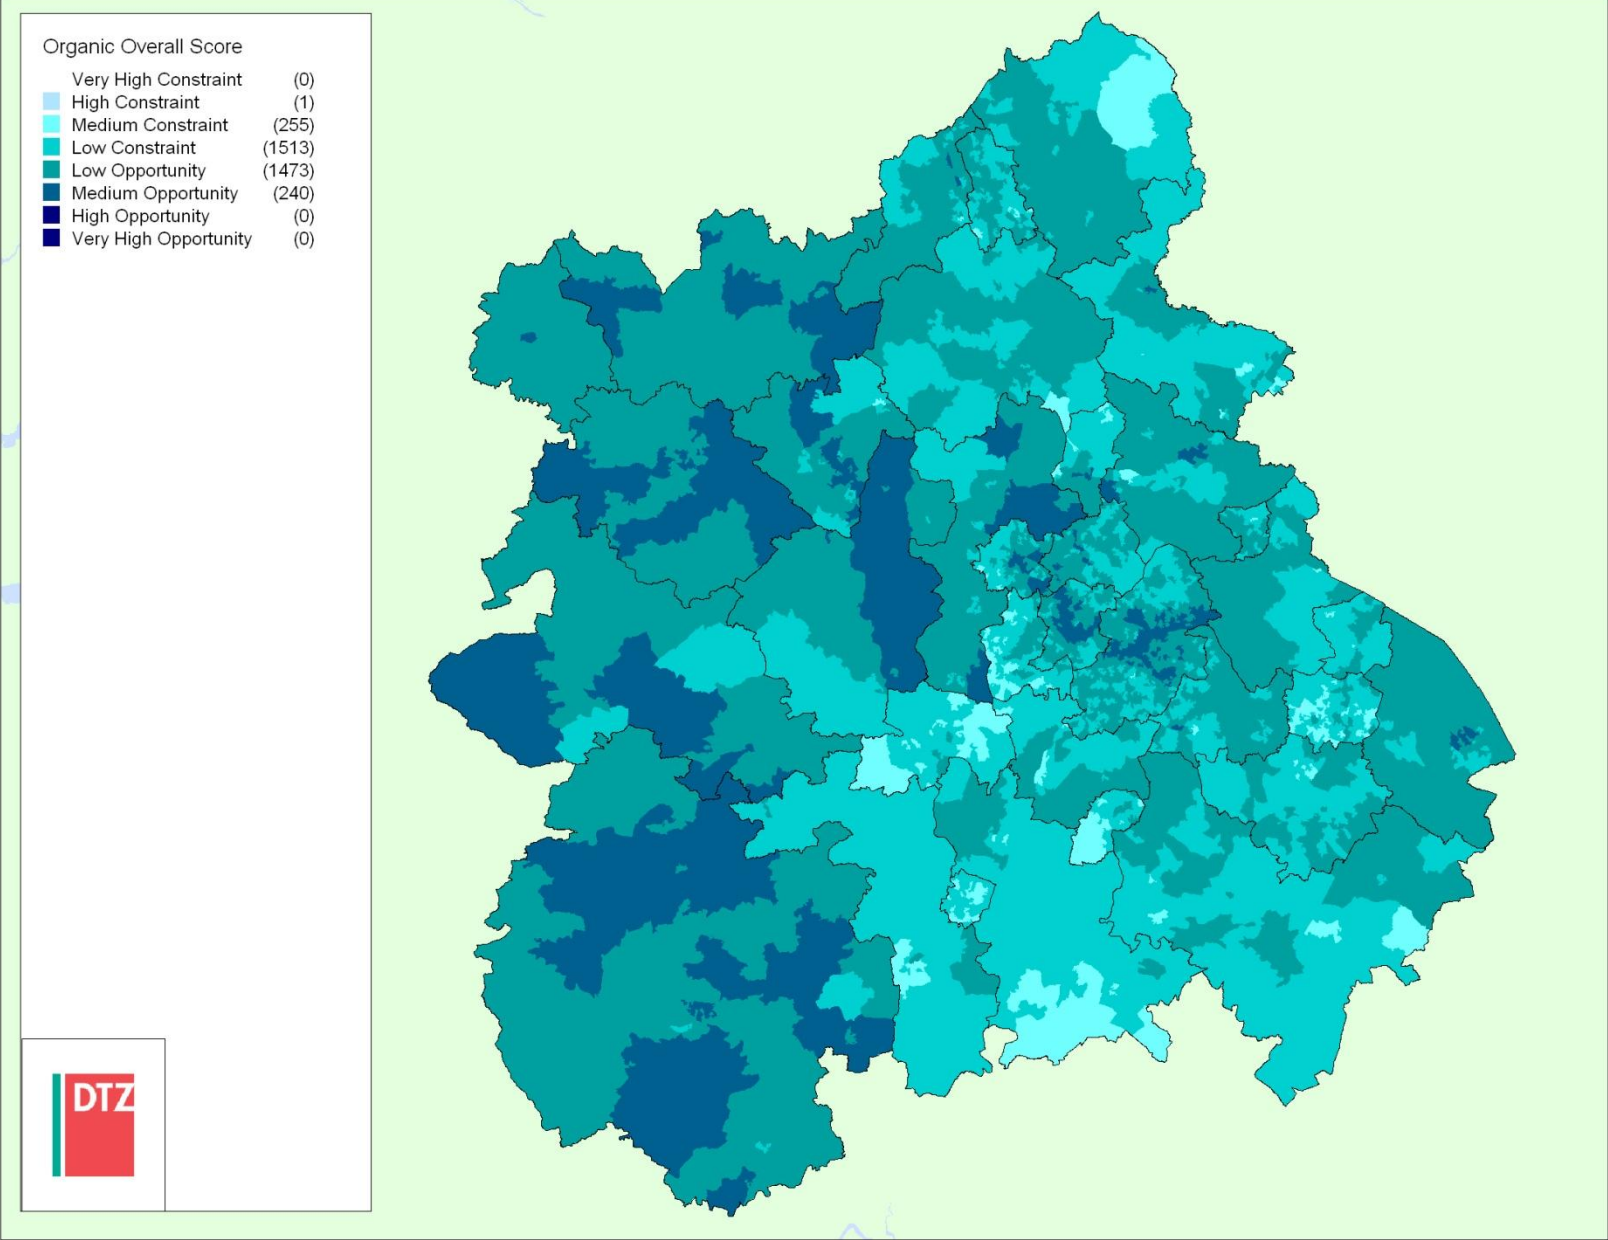 Organic Overall Score
Very High Constraint (0)
High Constraint (1)
Medium Constraint (255)
Low Constraint (1513)
Low Opportunity (1473)
Medium Opportunity (240)
High Opportunity (0)
Very High Opportunity (0)
DTZ